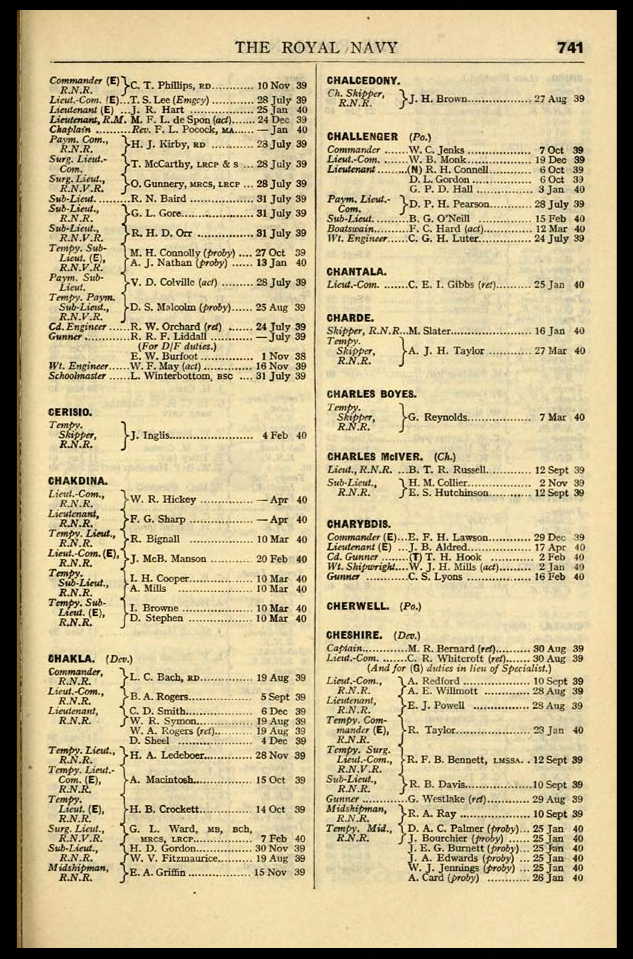 THE ROYAL NAVY 741
Commander (E) R.N.R. } C. T. Phillips, RD............ 10 Nov 39
Lieut.-Com. (E)...T. S. Lee (Emgcy) ............ 28 July 39
Lieutenant (E) ...J. R. Hart ............ 25 Jan 40
Lieutenant, R.M. M. F. L. de Spon (act)...... 24 Dec 39
Chaplain ..........Rev. F. L. Pocock, MA...... — Jan 40
Paym. Com., R.N.R. } H. J. Kirby, RD ............ 28 July 39
Surg. Lieut.-Com. } T. McCarthy, LRCP & S ... 28 July 39
Surg. Lieut., R.N.V.R. } O. Gunnery, MRCS, LRCP ... 28 July 39
Sub-Lieut. ........R. N. Baird ............ 31 July 39
Sub-Lieut., R.N.R. } G. L. Gore............ 31 July 39
Sub-Lieut., R.N.V.R. } R. H. D. Orr ............ 31 July 39
Tempy. Sub-Lieut. (E), R.N.V.R. } M. H. Connolly (proby) .... 27 Oct 39
A. J. Nathan (proby) ...... 13 Jan 40
Paym. Sub-Lieut. } V. D. Colville (act) ........ 28 July 39
Tempy. Paym. Sub-Lieut., R.N.V.R. } D. S. Malcolm (proby)...... 25 Aug 39
Cd. Engineer .....R. W. Orchard (ret) ...... 24 July 39
Gunner ............R. R. F. Liddall ............ — July 39
(For D/F duties.)
E. W. Burfoot ............ 1 Nov 38
Wt. Engineer......W. F. May (act) ............ 16 Nov 39
Schoolmaster ......L. Winterbottom, BSC .... 31 July 39
CERISIO.
Tempy. Skipper, R.N.R. } J. Inglis............ 4 Feb 40
CHAKDINA.
Lieut.-Com., R.N.R. } W. R. Hickey ............ — Apr 40
Lieutenant, R.N.R. } F. G. Sharp ............ — Apr 40
Tempy. Lieut., R.N.R. } R. Bignall ............ 10 Mar 40
Lieut.-Com. (E), R.N.R. } J. McB. Manson ............ 20 Feb 40
Tempy. Sub-Lieut., R.N.R. } I. H. Cooper............ 10 Mar 40
A. Mills ............ 10 Mar 40
Tempy. Sub-Lieut. (E), R.N.R. } I. Browne ............ 10 Mar 40
D. Stephen ............ 10 Mar 40
CHAKLA. (Dev.)
Commander, R.N.R. } L. C. Bach, RD............ 19 Aug 39
Lieut.-Com., R.N.R. } B. A. Rogers............ 5 Sept 39
Lieutenant, R.N.R. } C. D. Smith............ 6 Dec 39
W. R. Symon............ 19 Aug 39
W. A. Rogers (ret)............ 19 Aug 39
D. Sheel ............ 4 Dec 39
Tempy. Lieut., R.N.R. } H. A. Ledeboer............ 28 Nov 39
Tempy. Lieut.-Com. (E), R.N.R. } A. Macintosh............ 15 Oct 39
Tempy. Lieut. (E), R.N.R. } H. B. Crockett............ 14 Oct 39
Surg. Lieut., R.N.V.R. } G. L. Ward, MB, BCh,
MRCS, LRCP............ 7 Feb 40
Sub-Lieut., R.N.R. } H. D. Gordon............ 30 Nov 39
W. V. Fitzmaurice............ 19 Aug 39
Midshipman, R.N.R. } E. A. Griffin ............ 15 Nov 39
CHALCEDONY.
Ch. Skipper, R.N.R. } J. H. Brown............ 27 Aug 39
CHALLENGER (Po.)
Commander ......W. C. Jenks ............ 7 Oct 39
Lieut.-Com. ......W. B. Monk............ 19 Dec 39
Lieutenant ......(N) R. H. Connell............ 6 Oct 39
D. L. Gordon ............ 6 Oct 39
G. P. D. Hall ............ 3 Jan 40
Paym. Lieut.-Com. } D. P. H. Pearson............ 28 July 39
Sub-Lieut. ........B. G. O'Neill ............ 15 Feb 40
Boatswain..........F. C. Hard (act)............ 12 Mar 40
Wt. Engineer......C. G. H. Luter............ 24 July 39
CHANTALA.
Lieut.-Com. ......C. E. I. Gibbs (ret)............ 25 Jan 40
CHARDE.
Skipper, R.N.R...M. Slater............ 16 Jan 40
Tempy. Skipper, R.N.R. } A. J. H. Taylor ............ 27 Mar 40
CHARLES BOYES.
Tempy. Skipper, R.N.R. } G. Reynolds............ 7 Mar 40
CHARLES McIVER. (Ch.)
Lieut., R.N.R. ...B. T. R. Russell............ 12 Sept 39
Sub-Lieut., R.N.R. } H. M. Collier............ 2 Nov 39
E. S. Hutchinson............ 12 Sept 39
CHARYBDIS.
Commander (E)...E. F. H. Lawson............ 29 Dec 39
Lieutenant (E) ...J. B. Aldred............ 17 Apr 40
Cd. Gunner ......(T) T. H. Hook ............ 2 Feb 40
Wt. Shipwright....W. J. H. Mills (act)......... 2 Jan 40
Gunner ............C. S. Lyons ............ 16 Feb 40
CHERWELL. (Po.)
CHESHIRE. (Dev.)
Captain............M. R. Bernard (ret).......... 30 Aug 39
Lieut.-Com. ......C. R. Whitcroft (ret)...... 30 Aug 39
(And for (G) duties in lieu of Specialist.)
Lieut.-Com., R.N.R. } A. Redford ............ 10 Sept 39
A. E. Willmott ............ 28 Aug 39
Lieutenant, R.N.R. } E. J. Powell ............ 28 Aug 39
Tempy. Commander (E), R.N.R. } R. Taylor............ 23 Jan 40
Tempy. Surg. Lieut.-Com., R.N.V.R. } R. F. B. Bennett, LMSSA. . 12 Sept 39
Sub-Lieut., R.N.R. } R. B. Davis............ 10 Sept 39
Gunner ............G. Westlake (ret)............ 29 Aug 39
Midshipman, R.N.R. } R. A. Ray ............ 10 Sept 39
Tempy. Mid., R.N.R. } D. A. C. Palmer (proby)... 25 Jan 40
J. Bourchier (proby) ...... 25 Jan 40
J. E. G. Burnett (proby)... 25 Jan 40
J. A. Edwards (proby) ... 25 Jan 40
W. J. Jennings (proby) ... 25 Jan 40
A. Card (proby) ............ 26 Jan 40